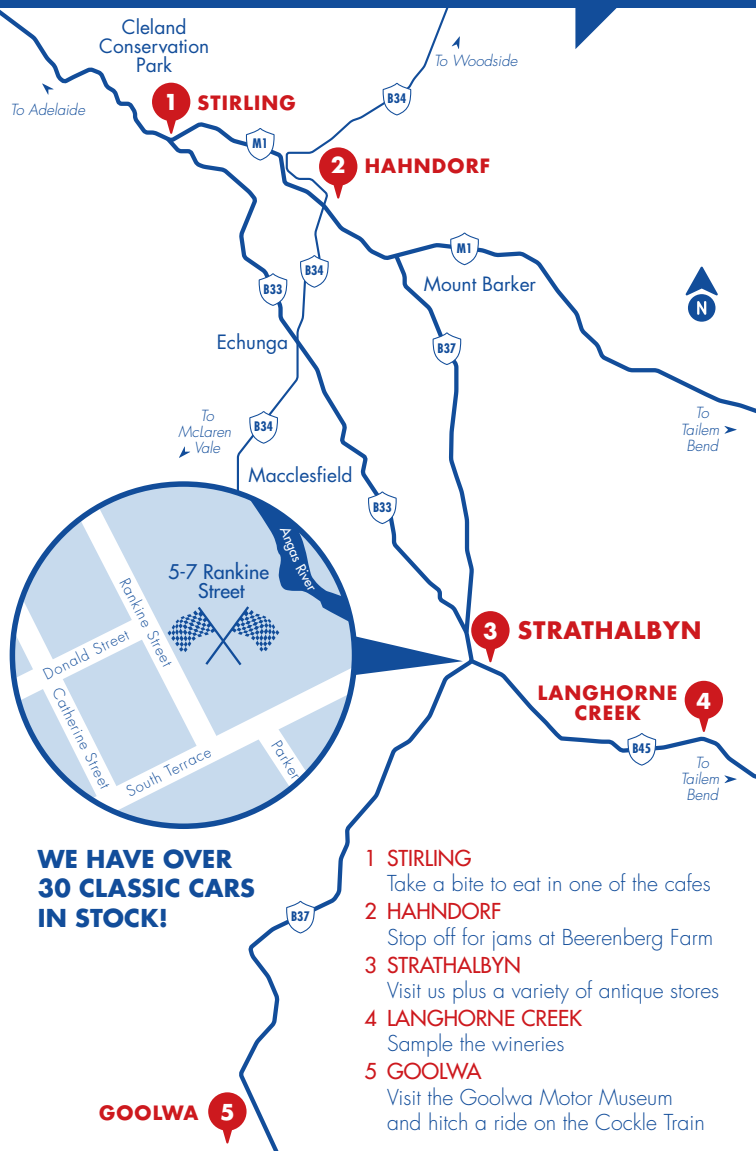 Cleland
Conservation
Park
To Adelaide
To Woodside
1 STIRLING
B34
M1
2 HAHNDORF
M1
B34
B33
Mount Barker
N
Echunga
B37
To
McLaren
Vale
B34
To
Tailem
Bend
Macclesfield
B33
Angas River
5-7 Rankine
Street
Rankine Street
Donald Street
Catherine Street
South Terrace
Parker
3 STRATHALBYN
LANGHORNE
CREEK
4
B45
To
Tailem
Bend
WE HAVE OVER
30 CLASSIC CARS
IN STOCK!
B37
1 STIRLING
Take a bite to eat in one of the cafes
2 HAHNDORF
Stop off for jams at Beerenberg Farm
3 STRATHALBYN
Visit us plus a variety of antique stores
4 LANGHORNE CREEK
Sample the wineries
5 GOOLWA
Visit the Goolwa Motor Museum
and hitch a ride on the Cockle Train
GOOLWA 5